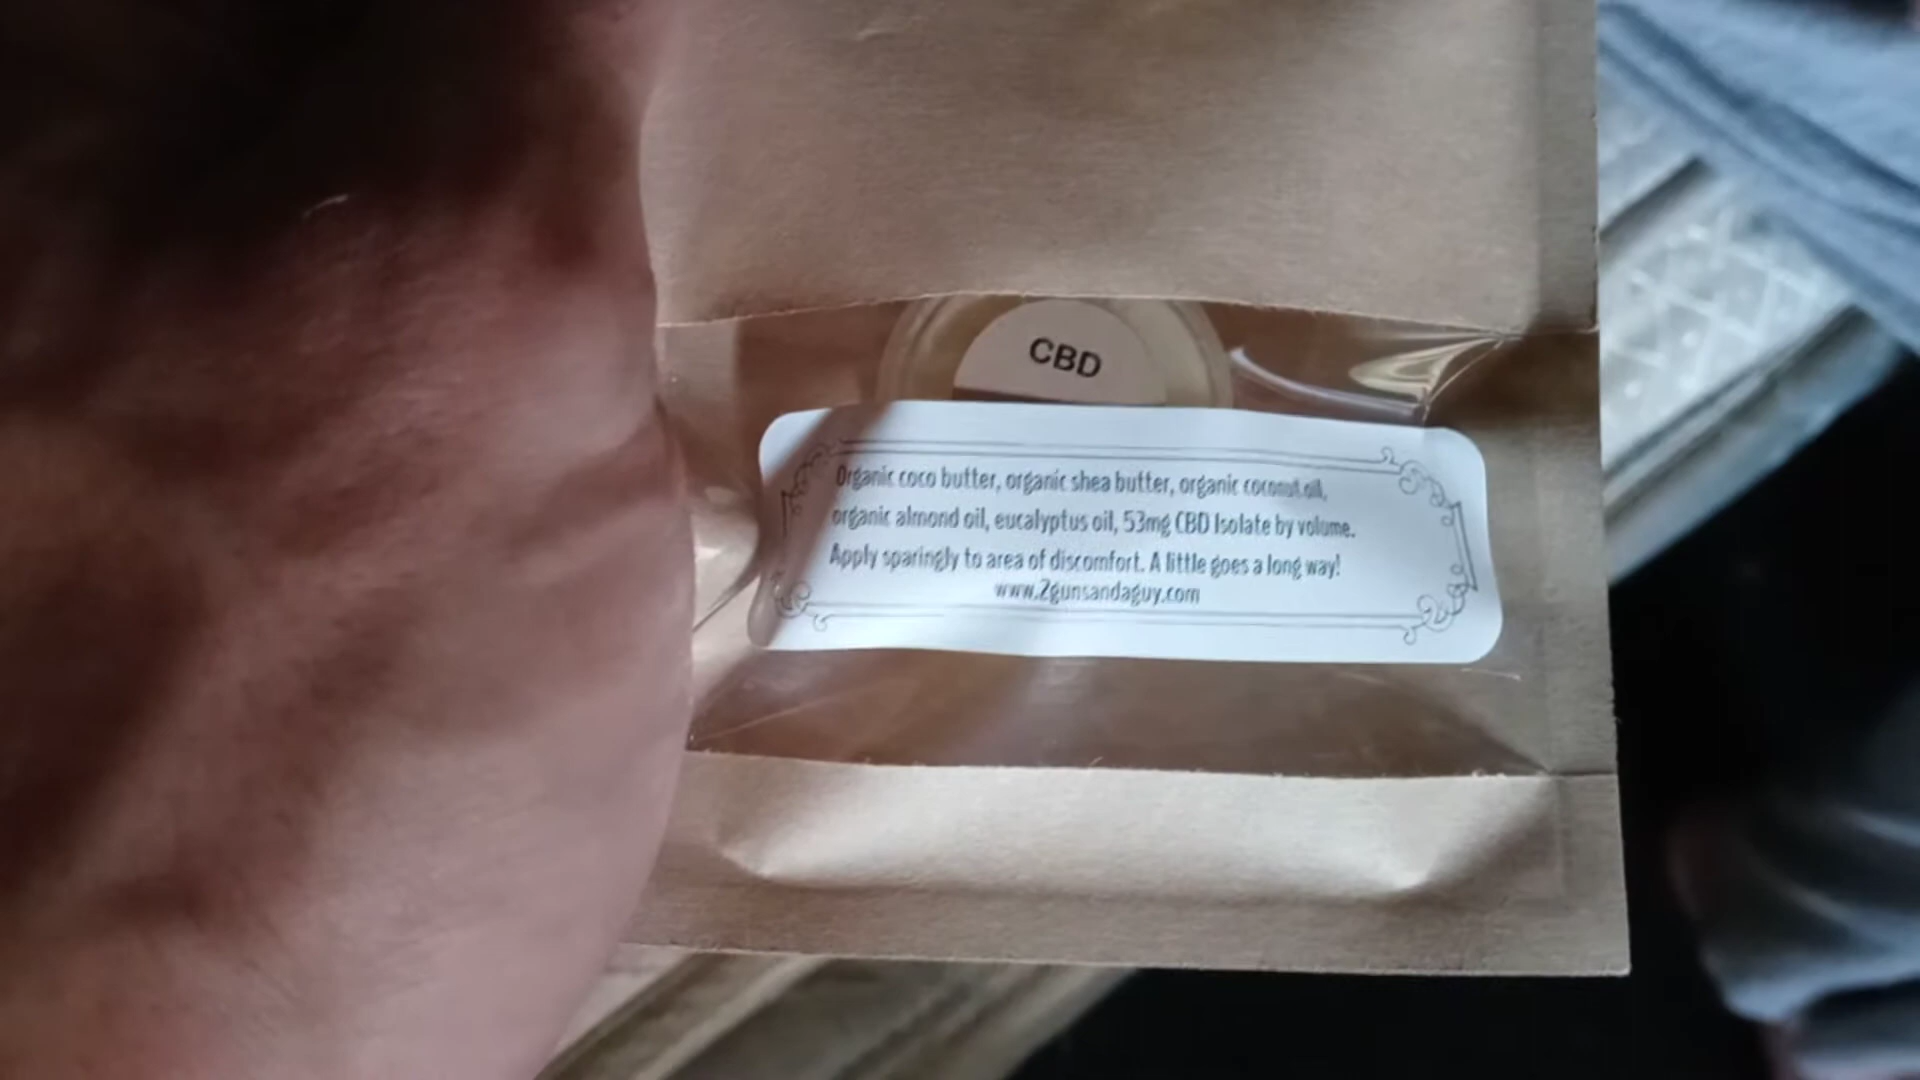 CBD
Organic coco butter, organic shea butter, organic coconut oil,
organic almond oil, eucalyptus oil, 53mg CBD Isolate by volume.
Apply sparingly to area of discomfort. A little goes a long way!
www.2gunsandaguy.com